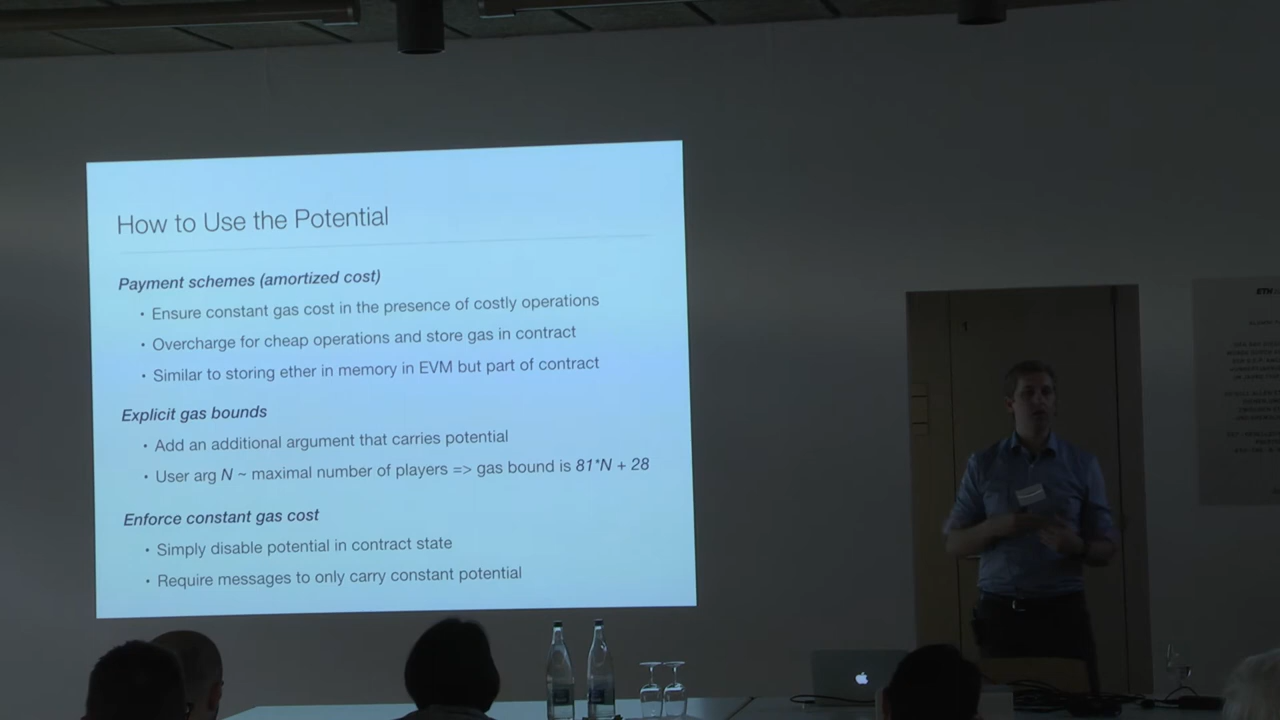 How to Use the Potential
Payment schemes (amortized cost)
• Ensure constant gas cost in the presence of costly operations
• Overcharge for cheap operations and store gas in contract
• Similar to storing ether in memory in EVM but part of contract
Explicit gas bounds
• Add an additional argument that carries potential
• User arg N ~ maximal number of players => gas bound is 81*N + 28
Enforce constant gas cost
• Simply disable potential in contract state
• Require messages to only carry constant potential
ETH